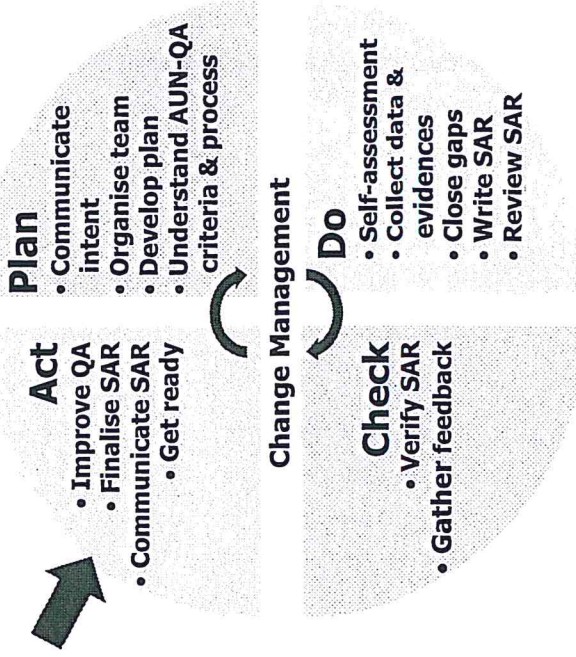 Plan
• Communicate
intent
• Organise team
• Develop plan
• Understand AUN-QA
criteria & process
Do
• Self-assessment
• Collect data &
evidences
• Close gaps
• Write SAR
• Review SAR
Check
• Verify SAR
• Gather feedback
Act
• Improve QA
• Finalise SAR
• Communicate SAR
• Get ready
Change Management